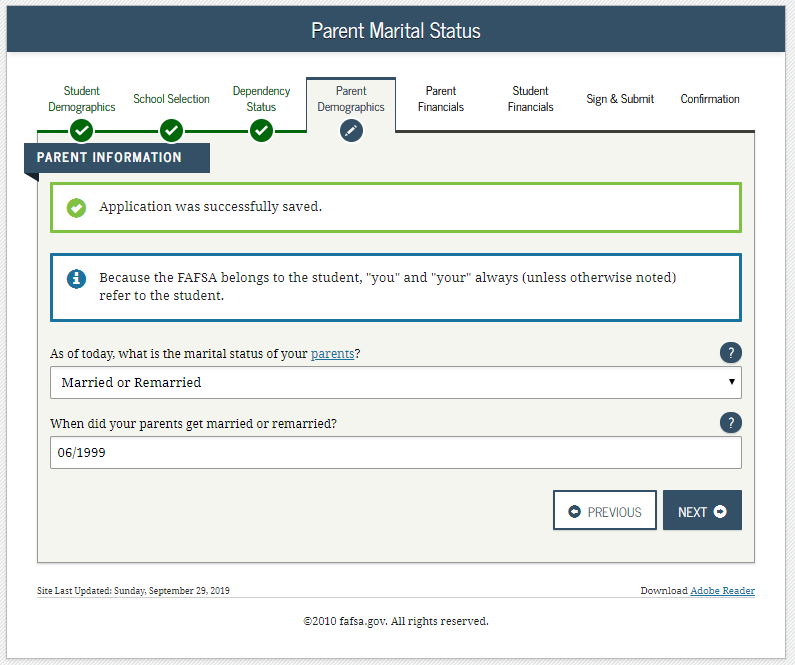 Parent Marital Status
Student Demographics
School Selection
Dependency Status
Parent Demographics
Parent Financials
Student Financials
Sign & Submit
Confirmation
PARENT INFORMATION
Application was successfully saved.
Because the FAFSA belongs to the student, "you" and "your" always (unless otherwise noted)
refer to the student.
As of today, what is the marital status of your parents?
?
Married or Remarried
When did your parents get married or remarried?
?
06/1999
PREVIOUS
NEXT
Site Last Updated: Sunday, September 29, 2019
Download Adobe Reader
©2010 fafsa.gov. All rights reserved.